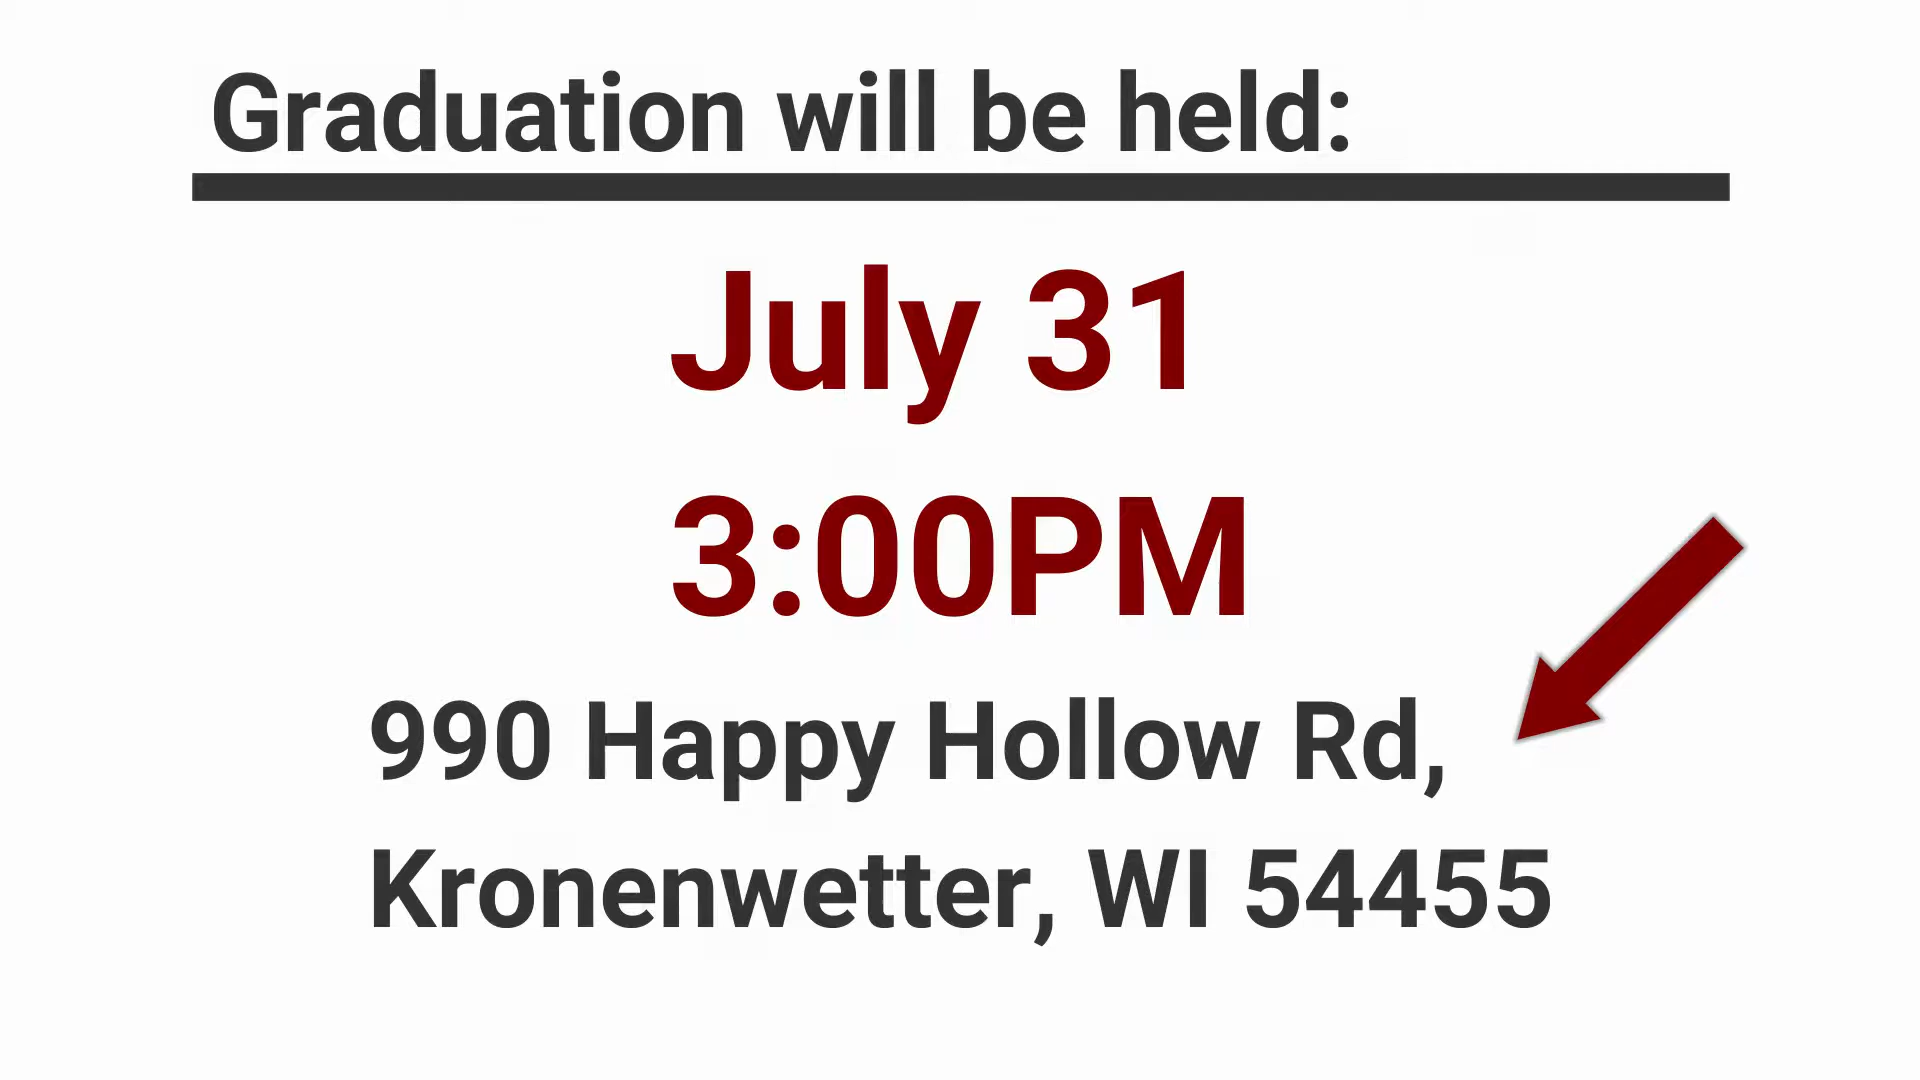 Graduation will be held:
July 31
3:00PM
990 Happy Hollow Rd,
Kronenwetter, WI 54455